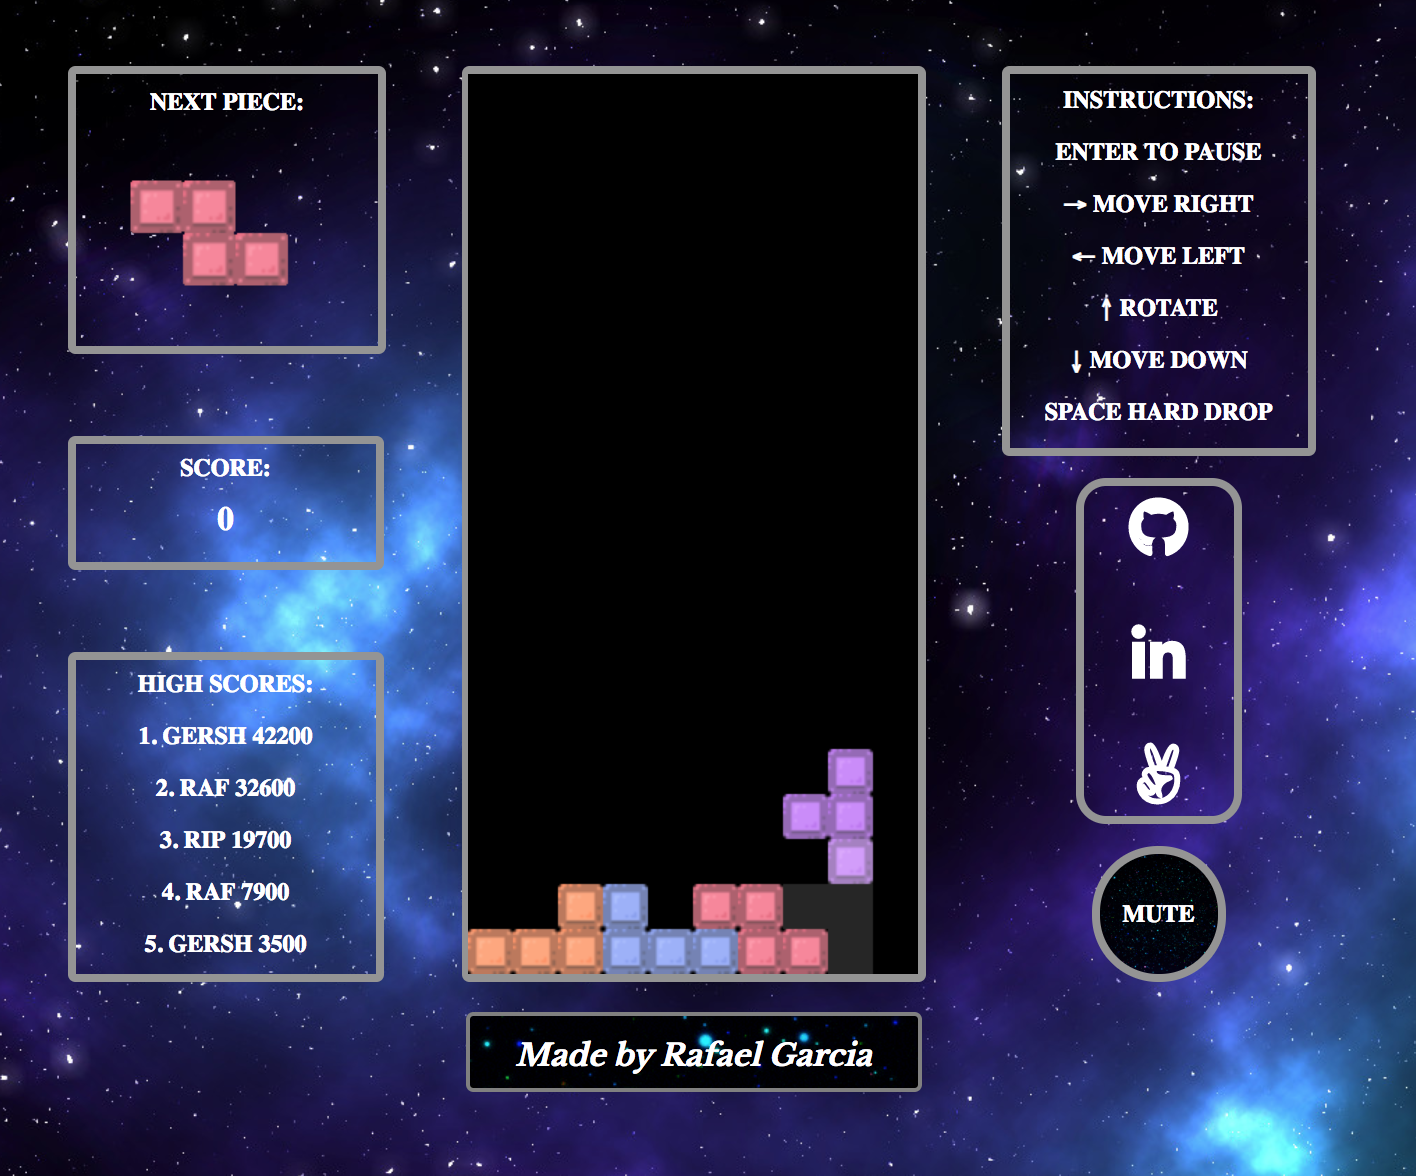 NEXT PIECE:
SCORE:
0
HIGH SCORES:
1. GERSH 42200
2. RAF 32600
3. RIP 19700
4. RAF 7900
5. GERSH 3500
Made by Rafael Garcia
INSTRUCTIONS:
ENTER TO PAUSE
→ MOVE RIGHT
← MOVE LEFT
↑ ROTATE
↓ MOVE DOWN
SPACE HARD DROP
in
MUTE